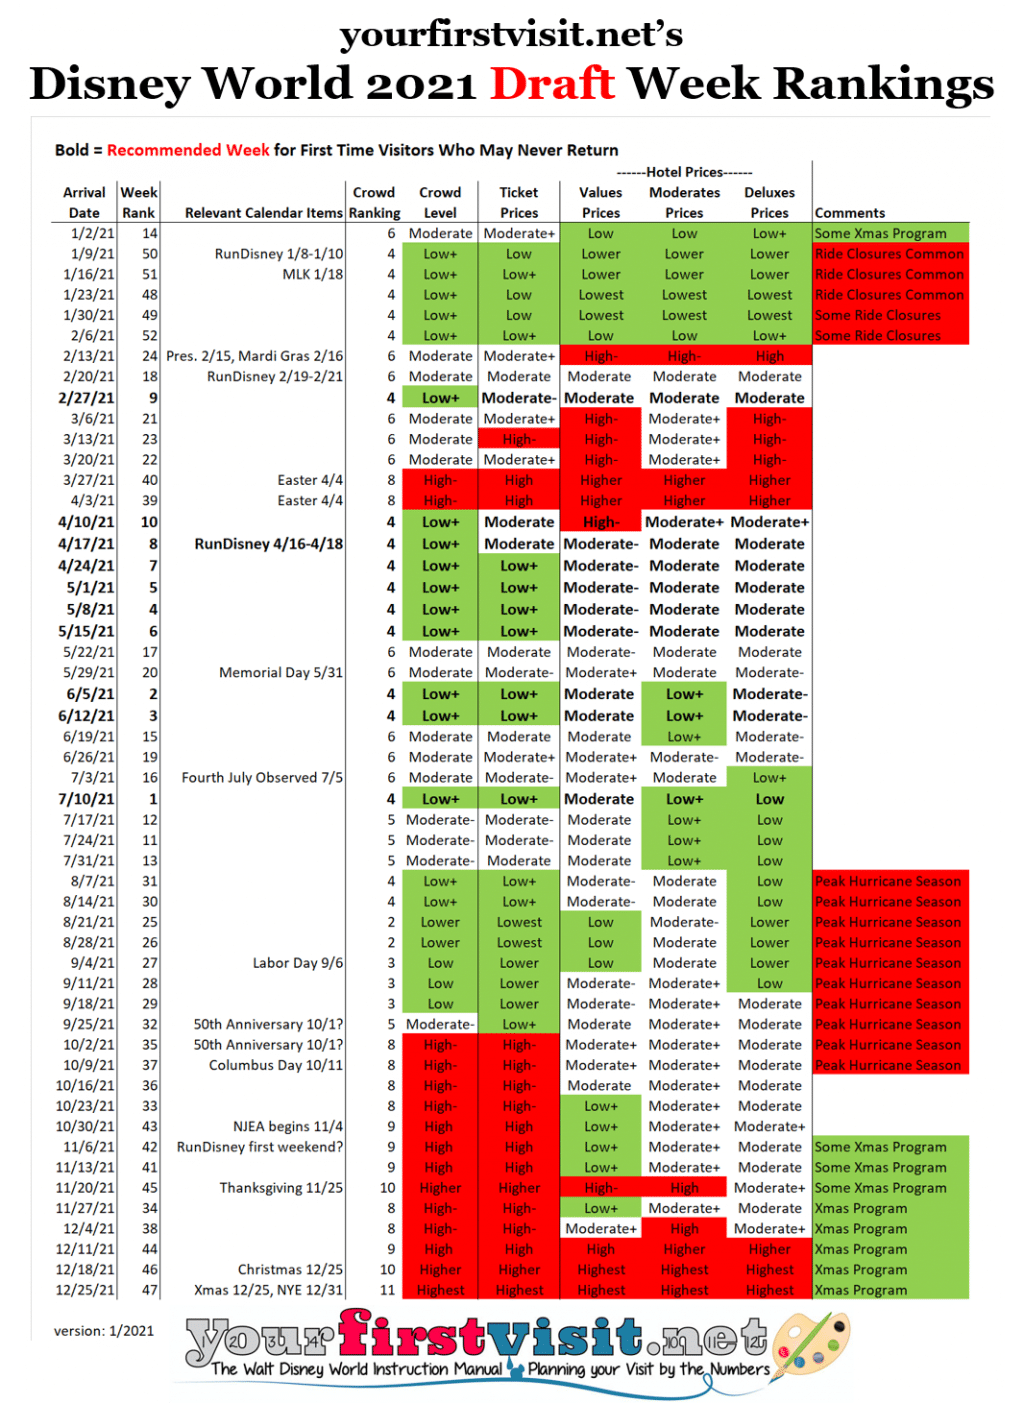 yourfirstvisit.net's
Disney World 2021 Draft Week Rankings
Bold = Recommended Week for First Time Visitors Who May Never Return
------Hotel Prices------
Arrival Week Crowd Crowd Ticket Values Moderates Deluxes
Date Rank Relevant Calendar Items Ranking Level Prices Prices Prices Prices Comments
1/2/21 14 6 Moderate Moderate+ Low Low Low+ Some Xmas Program
1/9/21 50 RunDisney 1/8-1/10 4 Low+ Low Lower Lower Lower Ride Closures Common
1/16/21 51 MLK 1/18 4 Low+ Low+ Lower Lower Lower Ride Closures Common
1/23/21 48 4 Low+ Low Lowest Lowest Lowest Ride Closures Common
1/30/21 49 4 Low+ Low Lowest Lowest Lowest Some Ride Closures
2/6/21 52 4 Low+ Low+ Low Low Low+ Some Ride Closures
2/13/21 24 Pres. 2/15, Mardi Gras 2/16 6 Moderate Moderate+ High- High- High
2/20/21 18 RunDisney 2/19-2/21 6 Moderate Moderate Moderate Moderate Moderate
2/27/21 9 4 Low+ Moderate- Moderate Moderate Moderate
3/6/21 21 6 Moderate Moderate+ High- Moderate+ High-
3/13/21 23 6 Moderate High- High- Moderate+ High-
3/20/21 22 6 Moderate Moderate+ High- Moderate+ High-
3/27/21 40 Easter 4/4 8 High- High Higher Higher Higher
4/3/21 39 Easter 4/4 8 High- High Higher Higher Higher
4/10/21 10 4 Low+ Moderate High- Moderate+ Moderate+
4/17/21 8 RunDisney 4/16-4/18 4 Low+ Moderate Moderate- Moderate Moderate
4/24/21 7 4 Low+ Low+ Moderate- Moderate Moderate
5/1/21 5 4 Low+ Low+ Moderate- Moderate Moderate
5/8/21 4 4 Low+ Low+ Moderate- Moderate Moderate
5/15/21 6 4 Low+ Low+ Moderate- Moderate Moderate
5/22/21 17 6 Moderate Moderate Moderate- Moderate Moderate
5/29/21 20 Memorial Day 5/31 6 Moderate Moderate- Moderate+ Moderate Moderate-
6/5/21 2 4 Low+ Low+ Moderate Low+ Moderate-
6/12/21 3 4 Low+ Low+ Moderate Low+ Moderate-
6/19/21 15 6 Moderate Moderate Moderate Low+ Moderate-
6/26/21 19 6 Moderate Moderate+ Moderate+ Moderate- Moderate-
7/3/21 16 Fourth July Observed 7/5 6 Moderate Moderate- Moderate+ Moderate Low+
7/10/21 1 4 Low+ Low+ Moderate Low+ Low
7/17/21 12 5 Moderate- Moderate- Moderate Low+ Low
7/24/21 11 5 Moderate- Moderate- Moderate Low+ Low
7/31/21 13 5 Moderate- Moderate Moderate Low+ Low
8/7/21 31 4 Low+ Low+ Moderate- Moderate Low Peak Hurricane Season
8/14/21 30 4 Low+ Low+ Moderate- Moderate Low Peak Hurricane Season
8/21/21 25 2 Lower Lowest Low Moderate- Lower Peak Hurricane Season
8/28/21 26 2 Lower Lowest Low Moderate Lower Peak Hurricane Season
9/4/21 27 Labor Day 9/6 3 Low Lower Low Moderate Lower Peak Hurricane Season
9/11/21 28 3 Low Lower Moderate- Moderate+ Low Peak Hurricane Season
9/18/21 29 3 Low Lower Moderate- Moderate+ Moderate Peak Hurricane Season
9/25/21 32 50th Anniversary 10/1? 5 Moderate- Low+ Moderate Moderate+ Moderate Peak Hurricane Season
10/2/21 35 50th Anniversary 10/1? 8 High- High- Moderate+ Moderate+ Moderate Peak Hurricane Season
10/9/21 37 Columbus Day 10/11 8 High- High- Moderate+ Moderate+ Moderate Peak Hurricane Season
10/16/21 36 8 High- High- Moderate Moderate+ Moderate
10/23/21 33 8 High- High- Low+ Moderate+ Moderate
10/30/21 43 NJEA begins 11/4 9 High High Low+ Moderate+ Moderate+
11/6/21 42 RunDisney first weekend? 9 High High Low+ Moderate+ Moderate Some Xmas Program
11/13/21 41 9 High High Low+ Moderate+ Moderate Some Xmas Program
11/20/21 45 Thanksgiving 11/25 10 Higher Higher High- High Moderate+ Some Xmas Program
11/27/21 34 8 High- High- Low+ Moderate+ Moderate Xmas Program
12/4/21 38 8 High- High- Moderate+ High Moderate+ Xmas Program
12/11/21 44 9 High High High Higher Higher Xmas Program
12/18/21 46 Christmas 12/25 10 Higher Higher Highest Highest Highest Xmas Program
12/25/21 47 Xmas 12/25, NYE 12/31 11 Highest Highest Highest Highest Highest Xmas Program
version: 1/2021
yourfirstvisit.net
The Walt Disney World Instruction Manual Planning your Visit by the Numbers